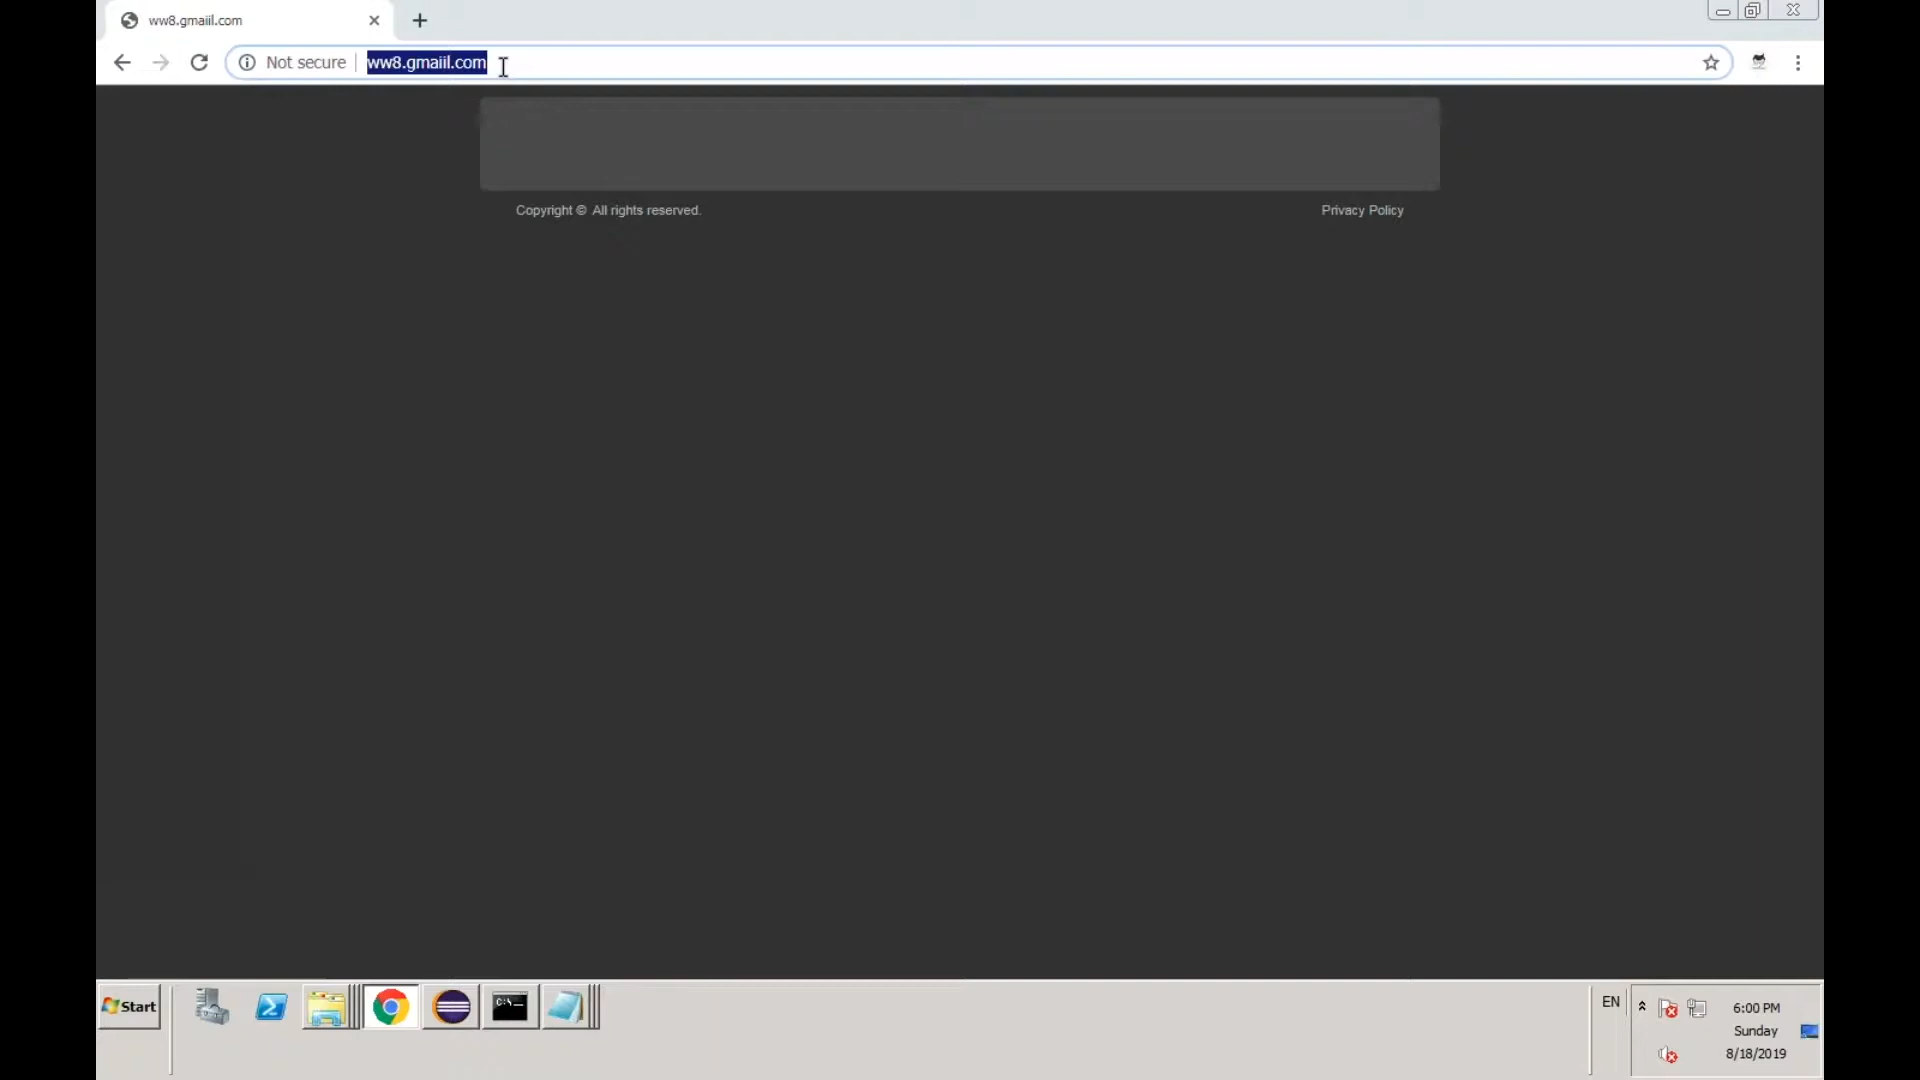 ww8.gmaiil.com
Not secure
ww8.gmaiil.com
Copyright © All rights reserved.
Privacy Policy
Start
C:\
EN
6:00 PM
Sunday
8/18/2019